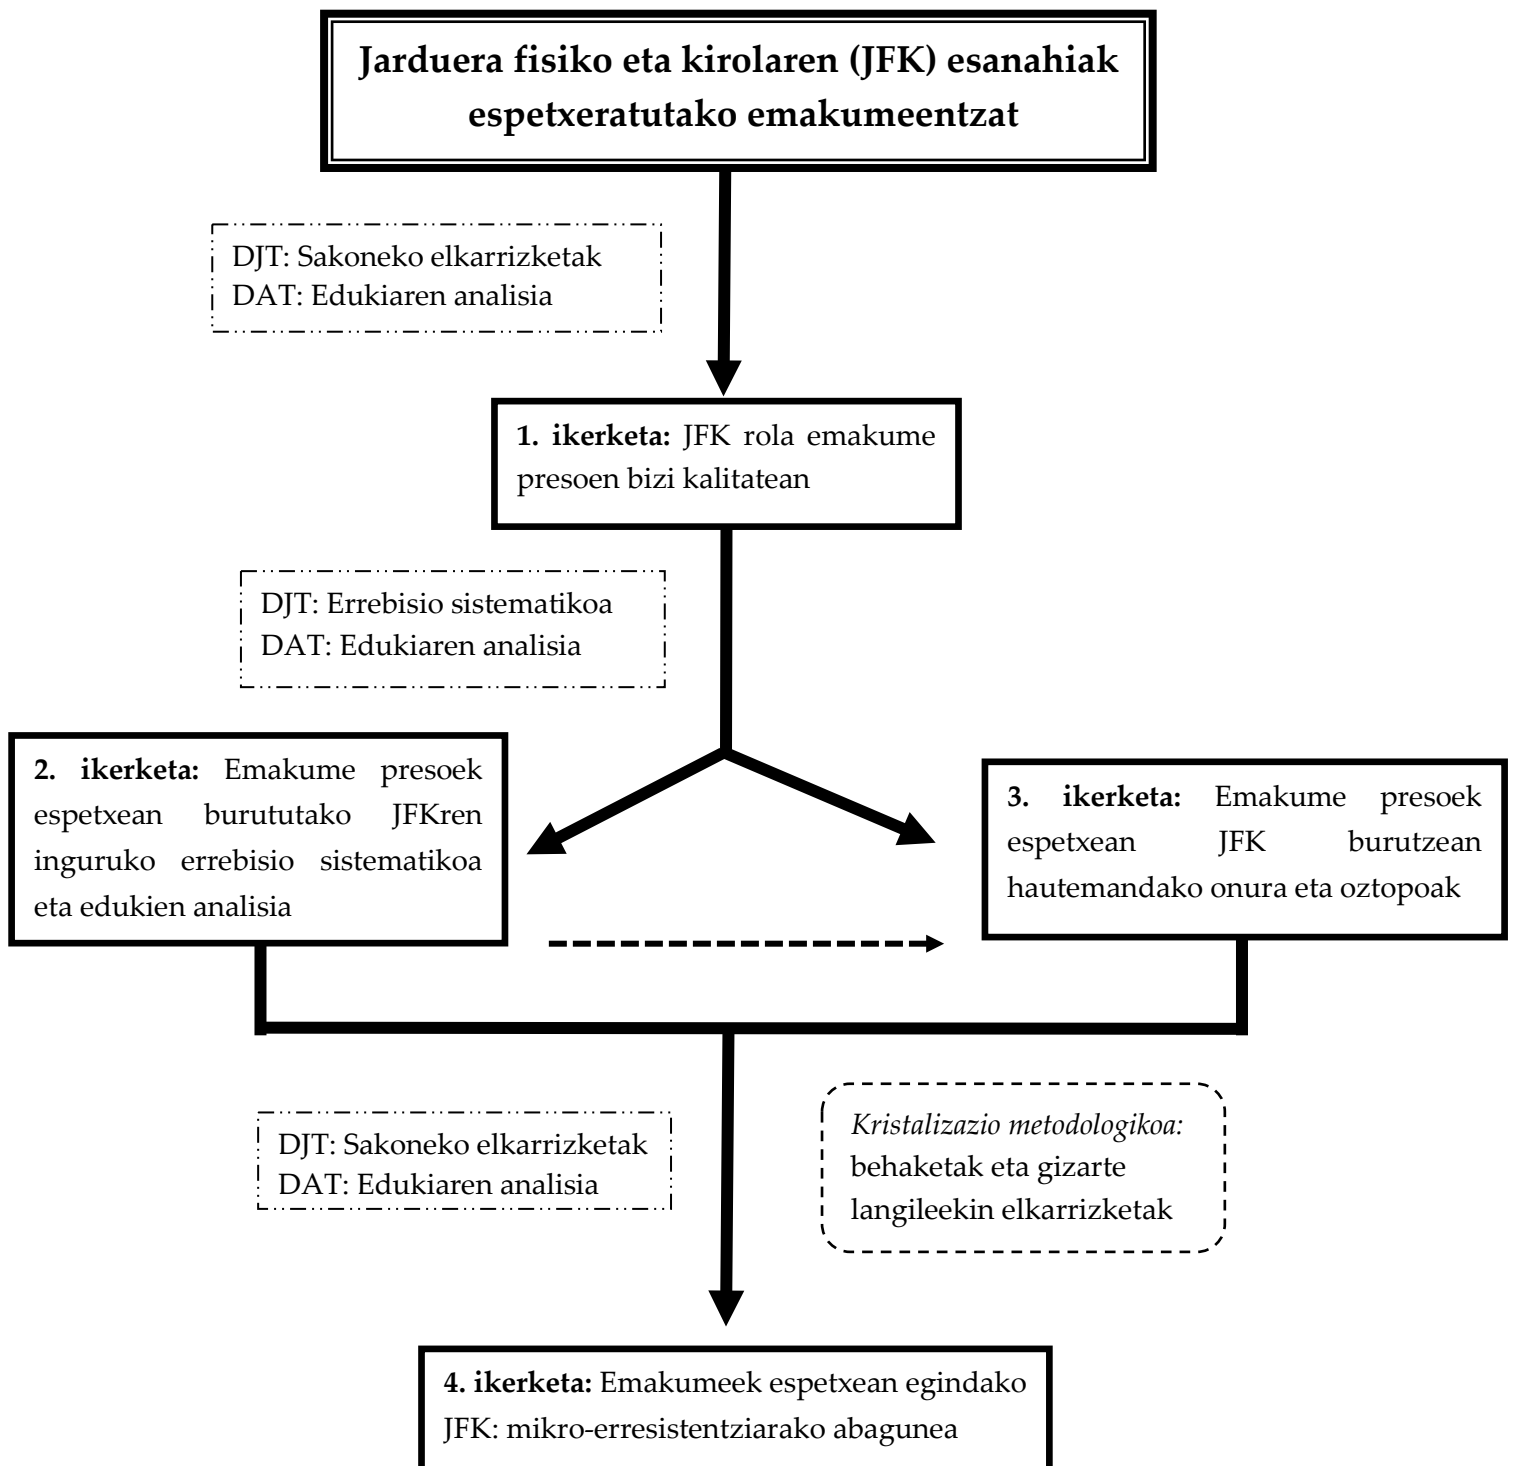 Jarduera fisiko eta kirolaren (JFK) esanahiak
espetxeratutako emakumeentzat
DJT: Sakoneko elkarrizketak
DAT: Edukiaren analisia
1. ikerketa: JFK rola emakume
presoen bizi kalitatean
DJT: Errebisio sistematikoa
DAT: Edukiaren analisia
2. ikerketa: Emakume presoek
espetxean burututako JFKren
inguruko errebisio sistematikoa
eta edukien analisia
3. ikerketa: Emakume presoek
espetxean JFK burutzean
hautemandako onura eta oztopoak
DJT: Sakoneko elkarrizketak
DAT: Edukiaren analisia
Kristalizazio metodologikoa:
behaketak eta gizarte
langileekin elkarrizketak
4. ikerketa: Emakumeek espetxean egindako
JFK: mikro-erresistentziarako abagunea